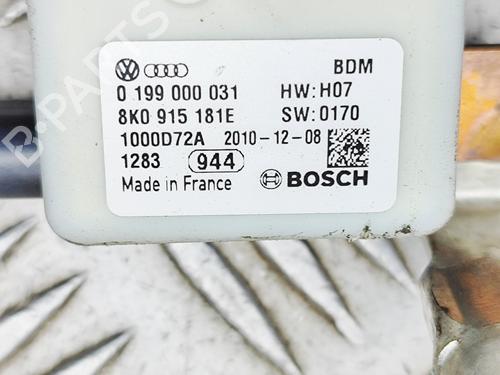 BDM
0 199 000 031 HW: H07
8K0 915 181E SW: 0170
1000D72A 2010-12-08
1283 944
Made in France BOSCH
B-PARTS